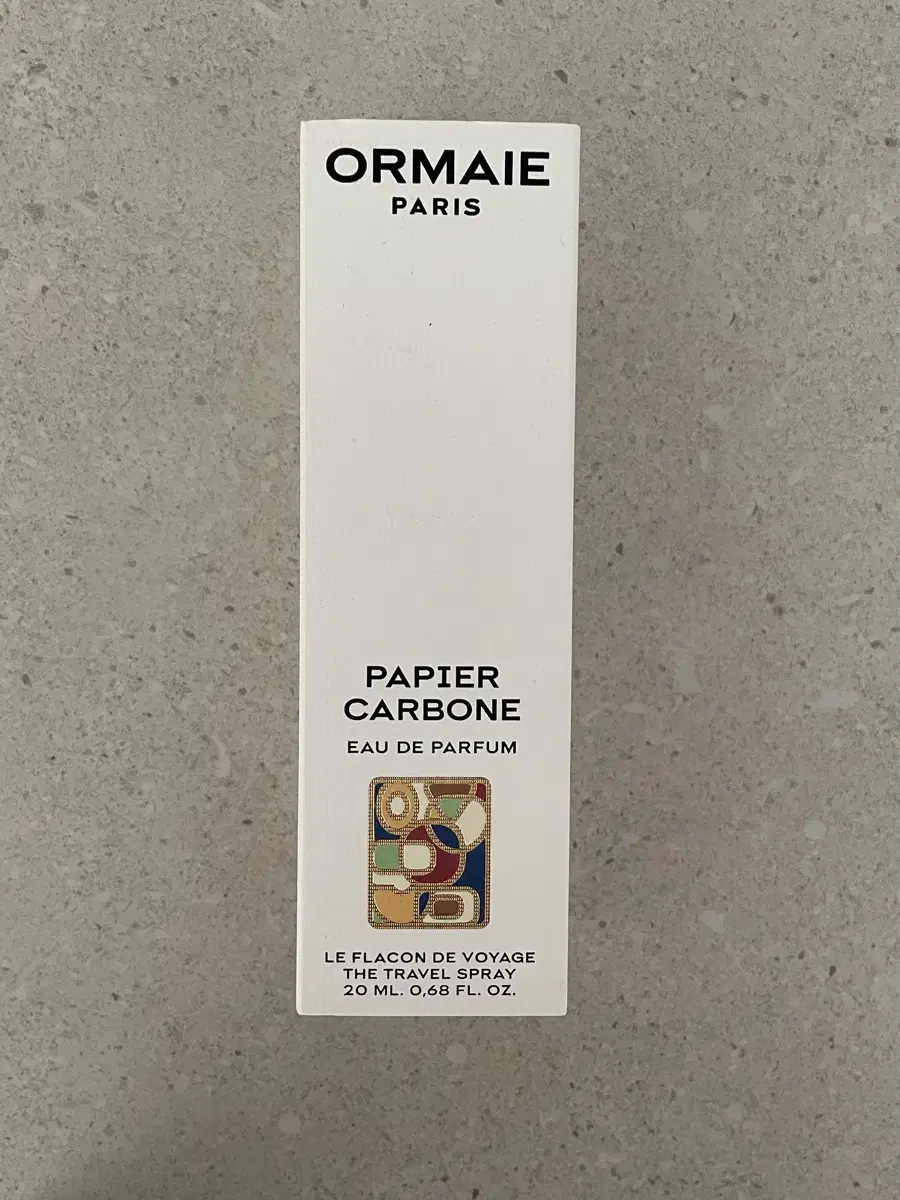 ORMAIE
PARIS
PAPIER
CARBONE
EAU DE PARFUM
LE FLACON DE VOYAGE
THE TRAVEL SPRAY
20 ML. 0,68 FL. OZ.